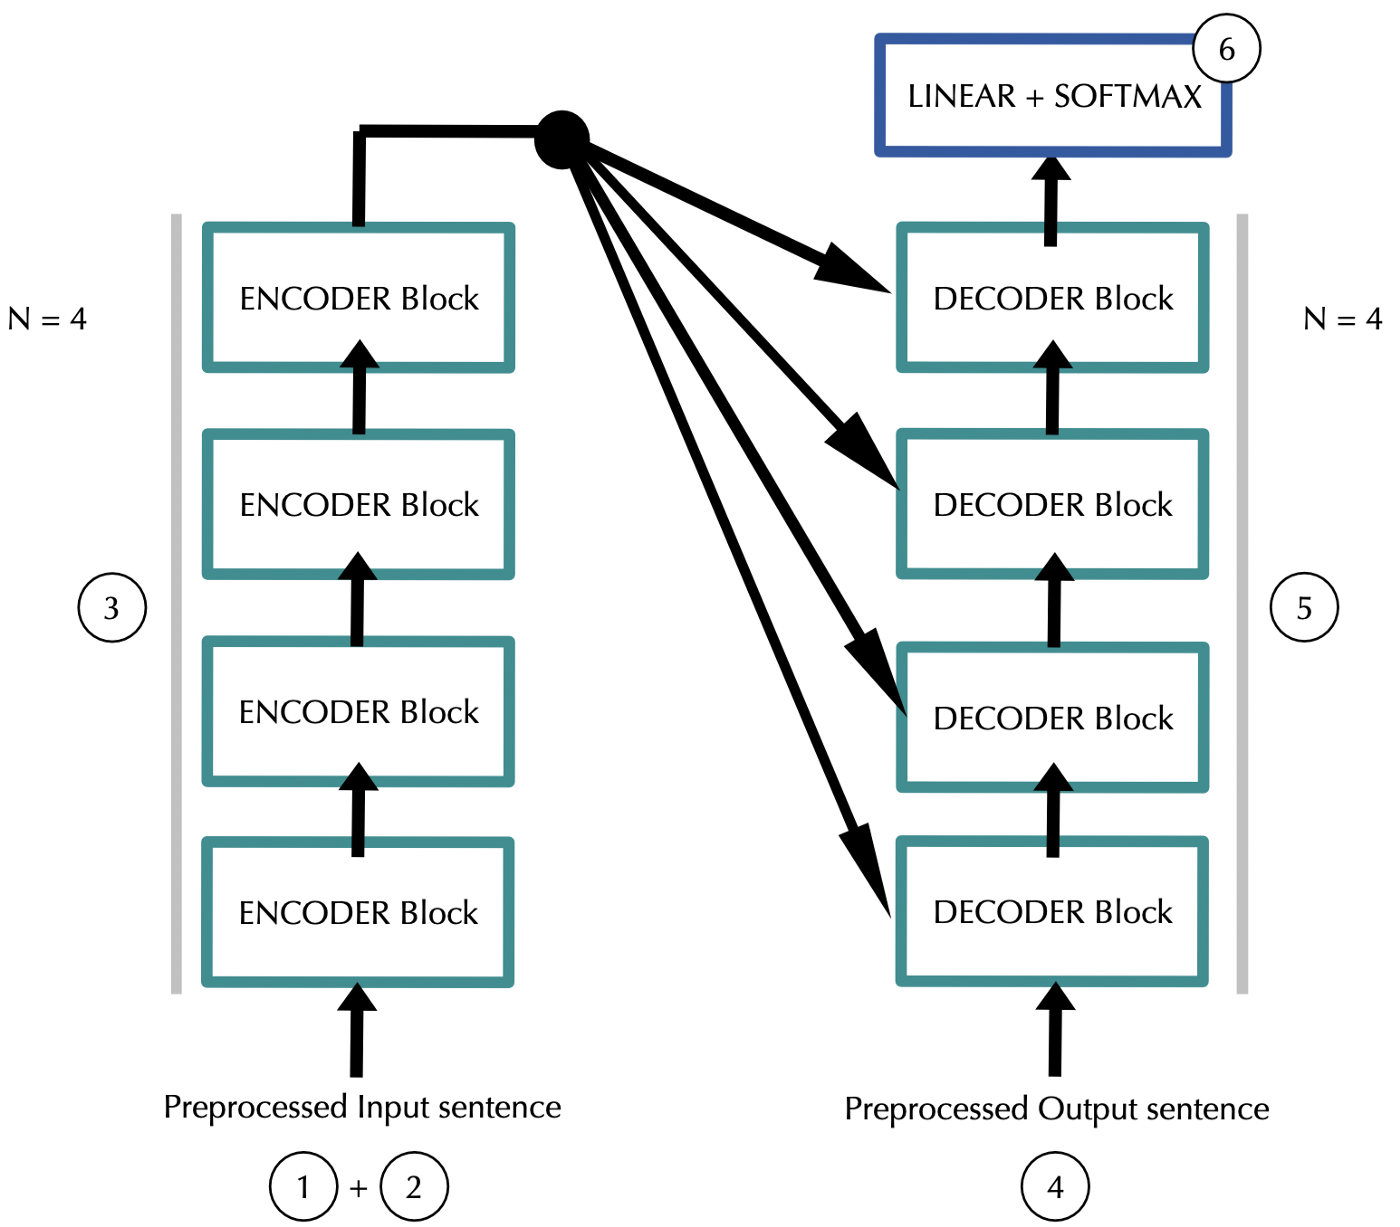 6
LINEAR + SOFTMAX
ENCODER Block
DECODER Block
N = 4
N = 4
ENCODER Block
DECODER Block
3
5
ENCODER Block
DECODER Block
ENCODER Block
DECODER Block
Preprocessed Input sentence
Preprocessed Output sentence
1 + 2
4